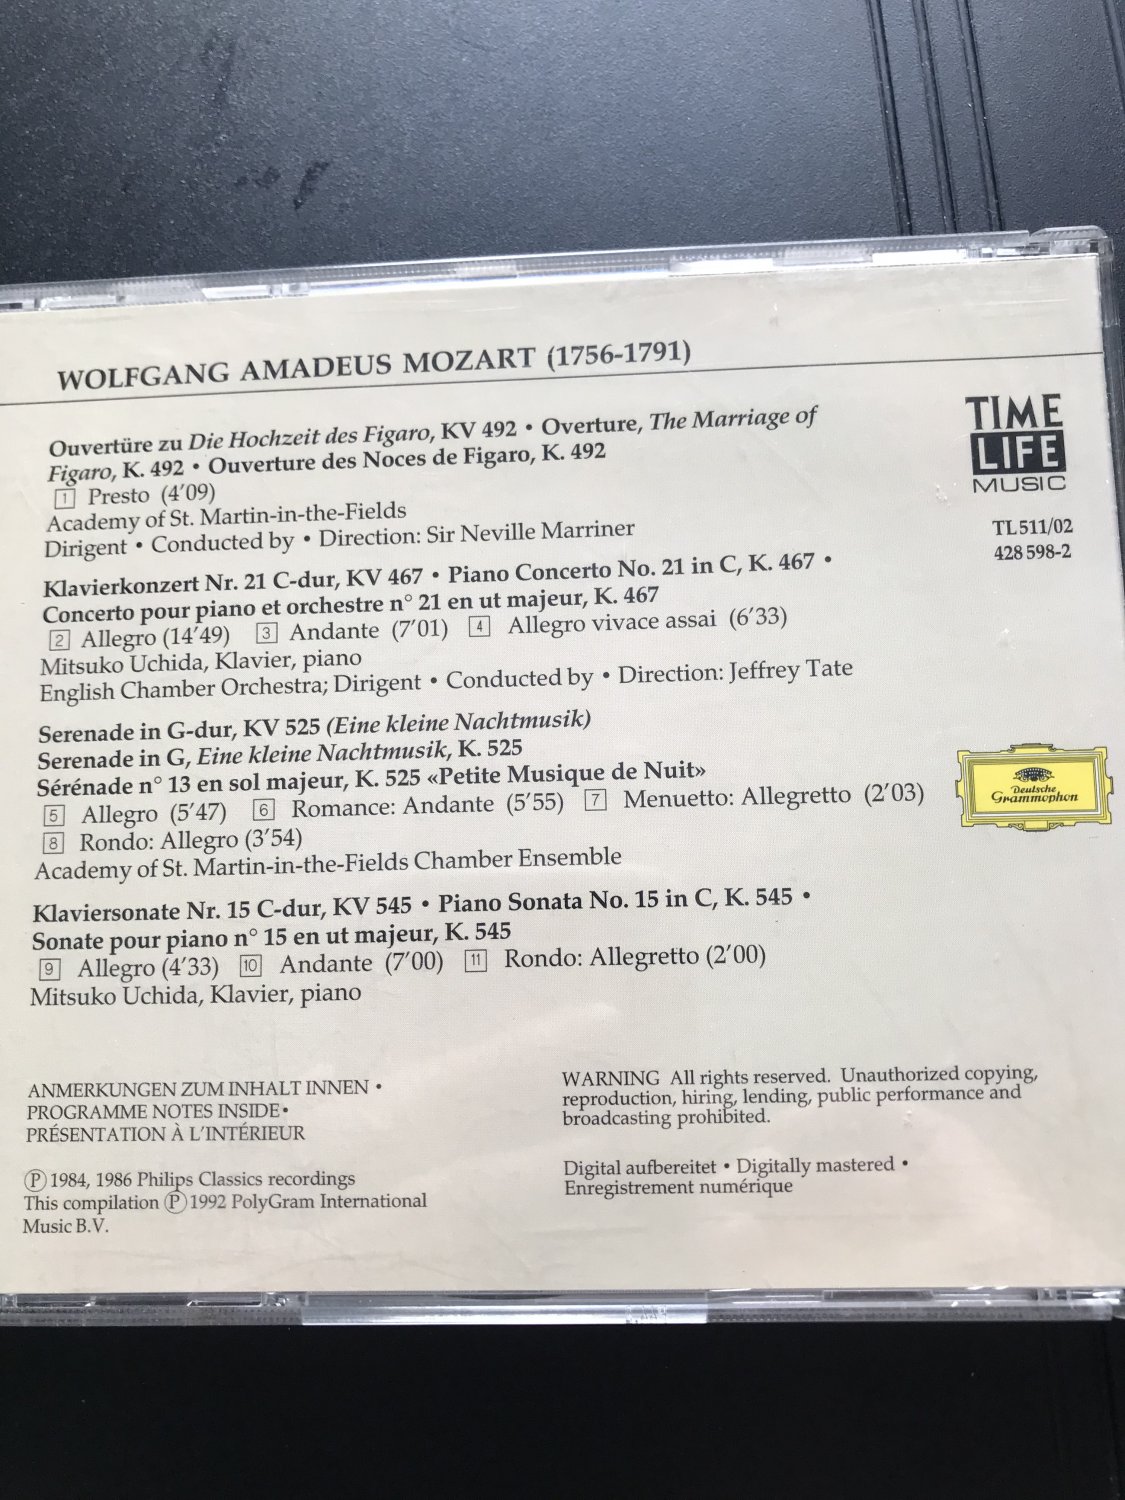 WOLFGANG AMADEUS MOZART (1756-1791)
Ouvertüre zu Die Hochzeit des Figaro, KV 492 • Overture, The Marriage of
Figaro, K. 492 • Ouverture des Noces de Figaro, K. 492
1 Presto (4'09)
Academy of St. Martin-in-the-Fields
Dirigent • Conducted by • Direction: Sir Neville Marriner
Klavierkonzert Nr. 21 C-dur, KV 467 • Piano Concerto No. 21 in C, K. 467 •
Concerto pour piano et orchestre n° 21 en ut majeur, K. 467
2 Allegro (14'49) 3 Andante (7'01) 4 Allegro vivace assai (6'33)
Mitsuko Uchida, Klavier, piano
English Chamber Orchestra; Dirigent • Conducted by • Direction: Jeffrey Tate
Serenade in G-dur, KV 525 (Eine kleine Nachtmusik)
Serenade in G, Eine kleine Nachtmusik, K. 525
Sérénade n° 13 en sol majeur, K. 525 «Petite Musique de Nuit»
5 Allegro (5'47) 6 Romance: Andante (5'55) 7 Menuetto: Allegretto (2'03)
8 Rondo: Allegro (3'54)
Academy of St. Martin-in-the-Fields Chamber Ensemble
Klaviersonate Nr. 15 C-dur, KV 545 • Piano Sonata No. 15 in C, K. 545 •
Sonate pour piano n° 15 en ut majeur, K. 545
9 Allegro (4'33) 10 Andante (7'00) 11 Rondo: Allegretto (2'00)
Mitsuko Uchida, Klavier, piano
TIME
LIFE
MUSIC
TL 511/02
428 598-2
Deutsche
Grammophon
ANMERKUNGEN ZUM INHALT INNEN •
PROGRAMME NOTES INSIDE •
PRÉSENTATION À L'INTÉRIEUR
Ⓟ 1984, 1986 Philips Classics recordings
This compilation Ⓟ 1992 PolyGram International
Music B.V.
WARNING All rights reserved. Unauthorized copying,
reproduction, hiring, lending, public performance and
broadcasting prohibited.
Digital aufbereitet • Digitally mastered •
Enregistrement numérique